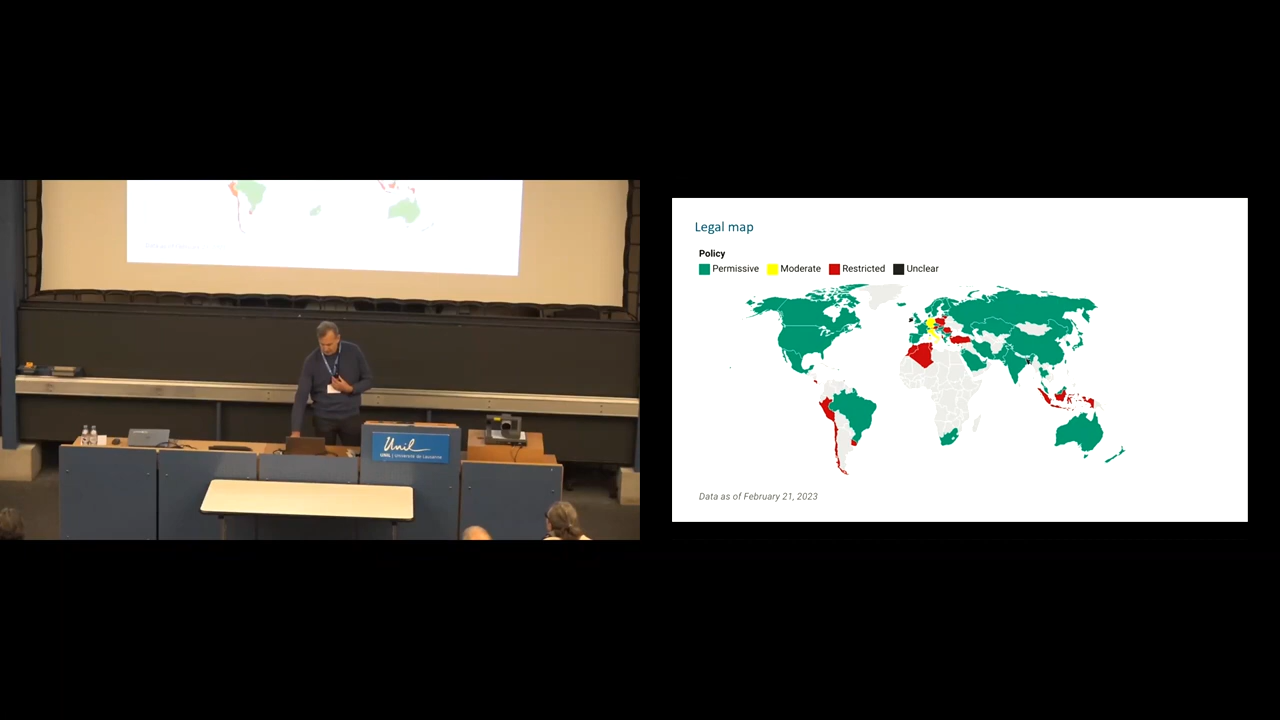 Unil
UNIL | Université de Lausanne
Legal map
Policy
Permissive Moderate Restricted Unclear
Data as of February 21, 2023